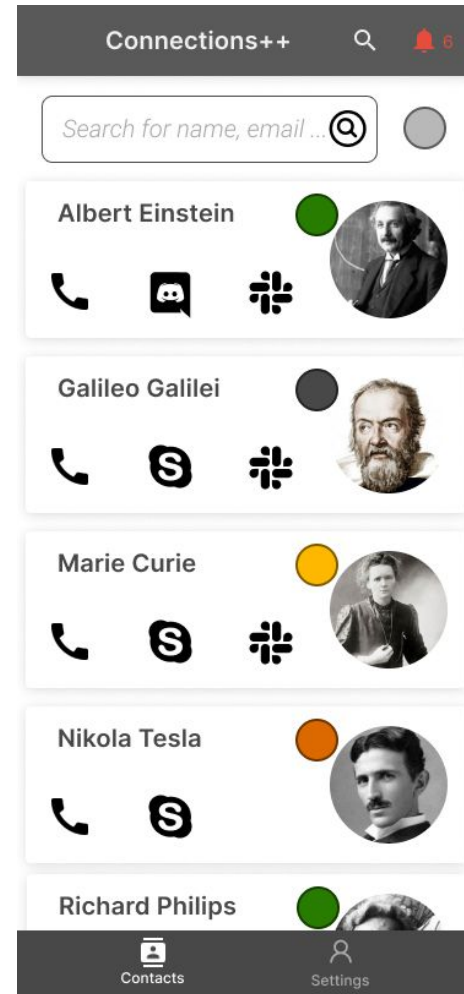 Connections++
6
Search for name, email ...
Albert Einstein
Galileo Galilei
Marie Curie
Nikola Tesla
Richard Philips
Contacts
Settings